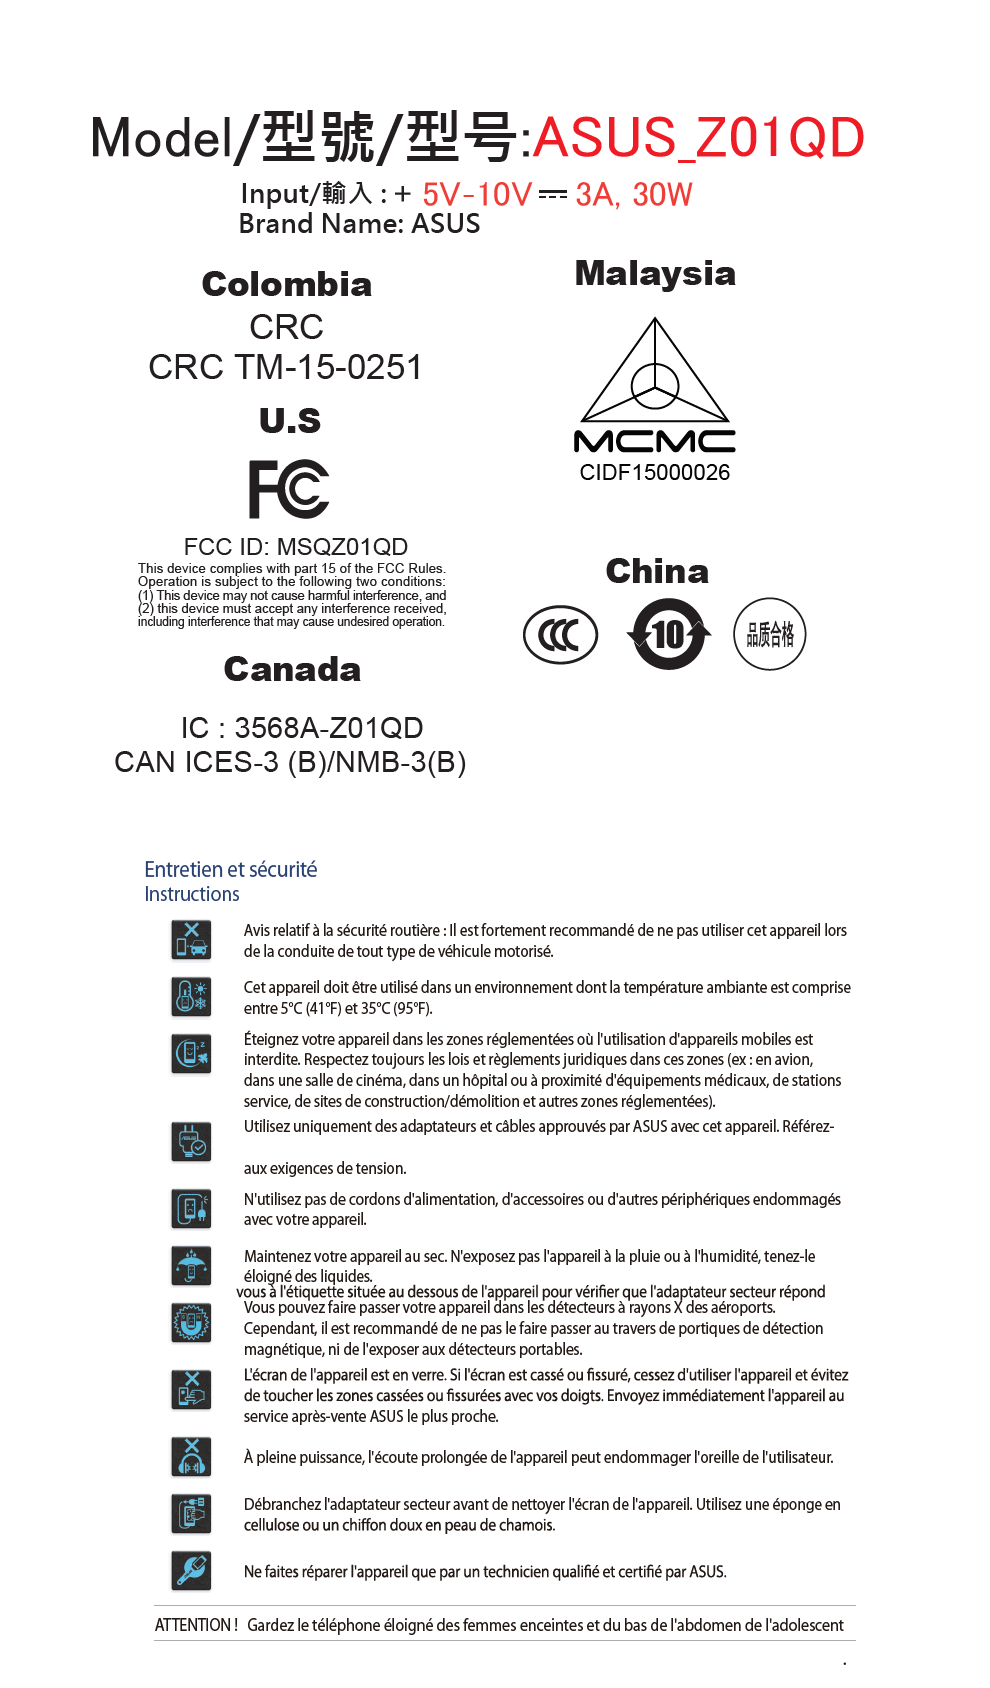 Model/型號/型号:ASUS_Z01QD
Input/輸入 : + 5V-10V⎓3A, 30W
Brand Name: ASUS
Colombia
CRC
CRC TM-15-0251
U.S
FC
FCC ID: MSQZ01QD
This device complies with part 15 of the FCC Rules.
Operation is subject to the following two conditions:
(1) This device may not cause harmful interference, and
(2) this device must accept any interference received,
including interference that may cause undesired operation.
Canada
IC : 3568A-Z01QD
CAN ICES-3 (B)/NMB-3(B)
Malaysia
MCMC
CIDF15000026
China
CCC
10
品质合格
Entretien et sécurité
Instructions
Avis relatif à la sécurité routière : Il est fortement recommandé de ne pas utiliser cet appareil lors
de la conduite de tout type de véhicule motorisé.
Cet appareil doit être utilisé dans un environnement dont la température ambiante est comprise
entre 5°C (41°F) et 35°C (95°F).
Éteignez votre appareil dans les zones réglementées où l'utilisation d'appareils mobiles est
interdite. Respectez toujours les lois et règlements juridiques dans ces zones (ex : en avion,
dans une salle de cinéma, dans un hôpital ou à proximité d'équipements médicaux, de stations
service, de sites de construction/démolition et autres zones réglementées).
Utilisez uniquement des adaptateurs et câbles approuvés par ASUS avec cet appareil. Référez-
aux exigences de tension.
N'utilisez pas de cordons d'alimentation, d'accessoires ou d'autres périphériques endommagés
avec votre appareil.
Maintenez votre appareil au sec. N'exposez pas l'appareil à la pluie ou à l'humidité, tenez-le
éloigné des liquides.
vous à l'étiquette située au dessous de l'appareil pour vérifier que l'adaptateur secteur répond
Vous pouvez faire passer votre appareil dans les détecteurs à rayons X des aéroports.
Cependant, il est recommandé de ne pas le faire passer au travers de portiques de détection
magnétique, ni de l'exposer aux détecteurs portables.
L'écran de l'appareil est en verre. Si l'écran est cassé ou fissuré, cessez d'utiliser l'appareil et évitez
de toucher les zones cassées ou fissurées avec vos doigts. Envoyez immédiatement l'appareil au
service après-vente ASUS le plus proche.
À pleine puissance, l'écoute prolongée de l'appareil peut endommager l'oreille de l'utilisateur.
Débranchez l'adaptateur secteur avant de nettoyer l'écran de l'appareil. Utilisez une éponge en
cellulose ou un chiffon doux en peau de chamois.
Ne faites réparer l'appareil que par un technicien qualifié et certifié par ASUS.
ATTENTION ! Gardez le téléphone éloigné des femmes enceintes et du bas de l'abdomen de l'adolescent
.